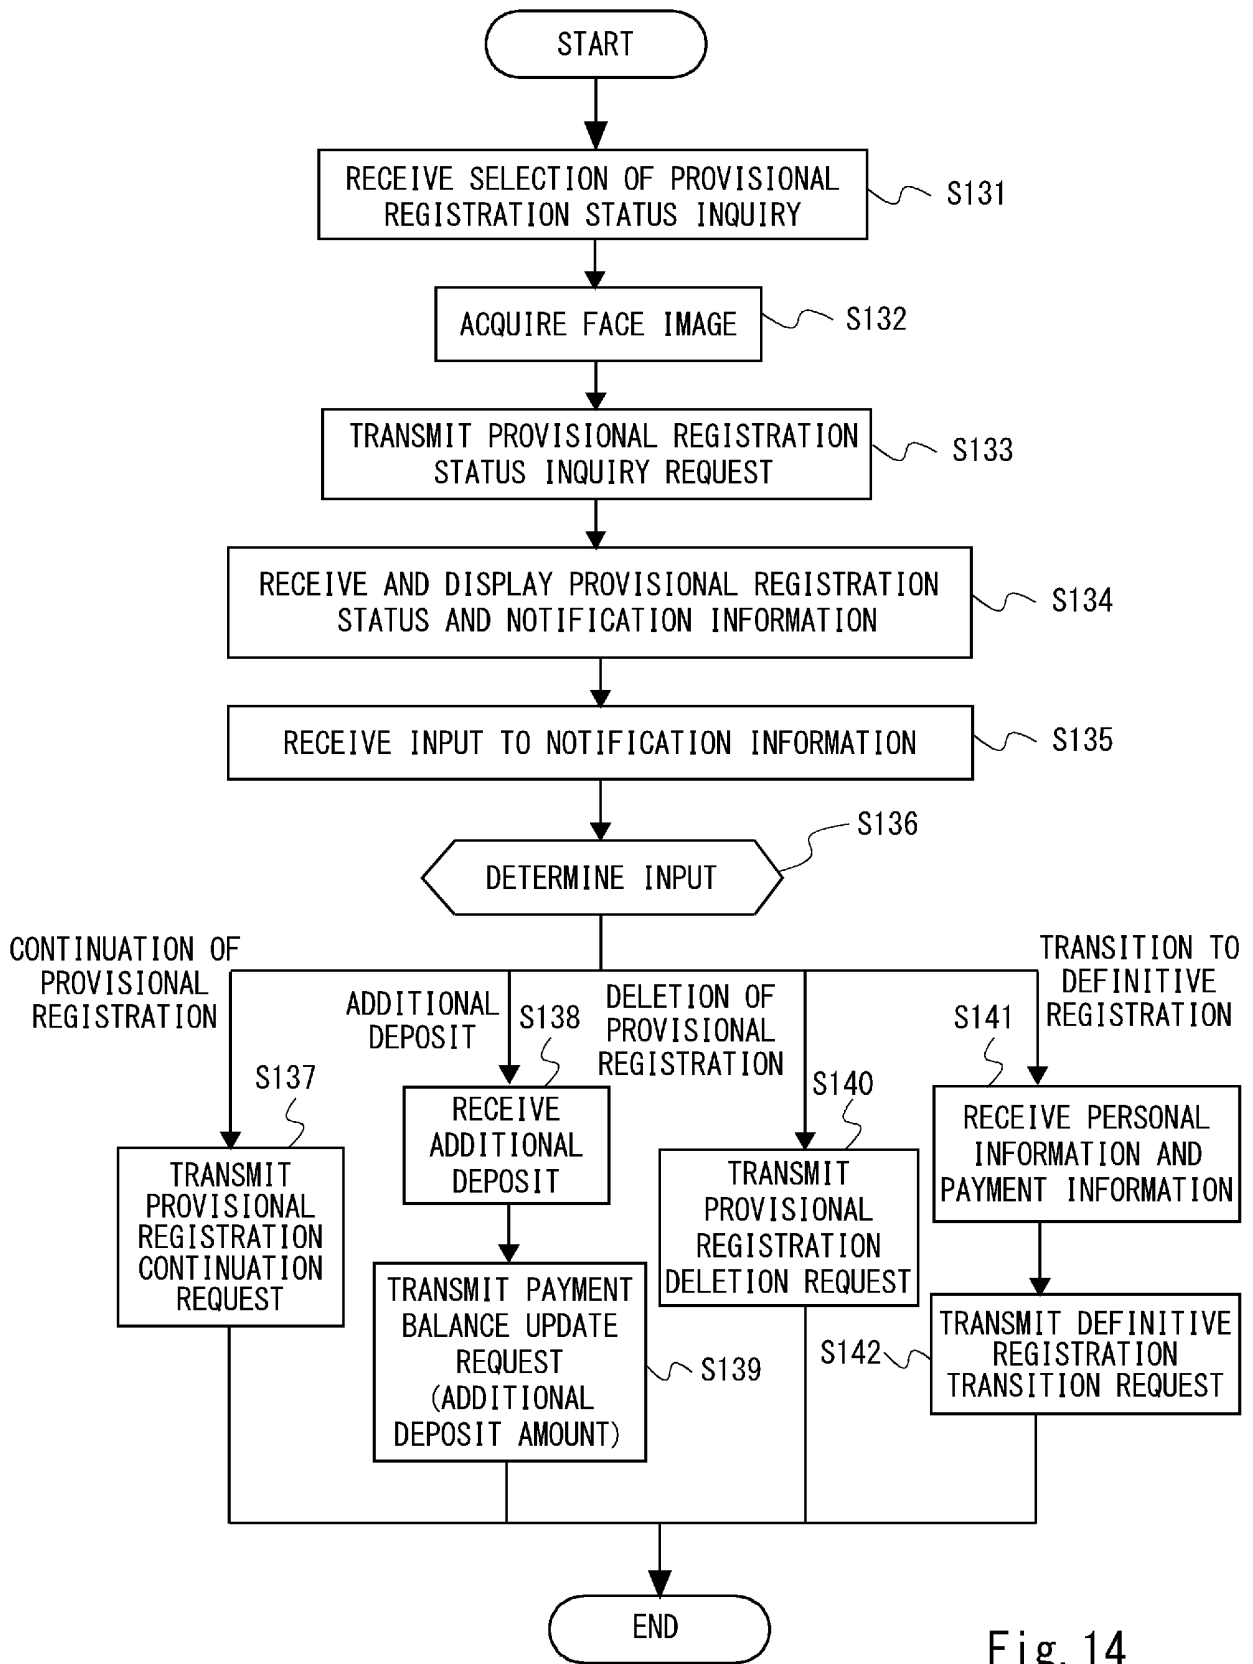 START
RECEIVE SELECTION OF PROVISIONAL
REGISTRATION STATUS INQUIRY
S131
ACQUIRE FACE IMAGE
S132
TRANSMIT PROVISIONAL REGISTRATION
STATUS INQUIRY REQUEST
S133
RECEIVE AND DISPLAY PROVISIONAL REGISTRATION
STATUS AND NOTIFICATION INFORMATION
S134
RECEIVE INPUT TO NOTIFICATION INFORMATION
S135
DETERMINE INPUT
S136
CONTINUATION OF
PROVISIONAL
REGISTRATION
S137
TRANSMIT
PROVISIONAL
REGISTRATION
CONTINUATION
REQUEST
ADDITIONAL
DEPOSIT
S138
RECEIVE
ADDITIONAL
DEPOSIT
TRANSMIT PAYMENT
BALANCE UPDATE
REQUEST
(ADDITIONAL
DEPOSIT AMOUNT)
S139
DELETION OF
PROVISIONAL
REGISTRATION
S140
TRANSMIT
PROVISIONAL
REGISTRATION
DELETION REQUEST
TRANSITION TO
DEFINITIVE
REGISTRATION
S141
RECEIVE PERSONAL
INFORMATION AND
PAYMENT INFORMATION
S142
TRANSMIT DEFINITIVE
REGISTRATION
TRANSITION REQUEST
END
Fig. 14